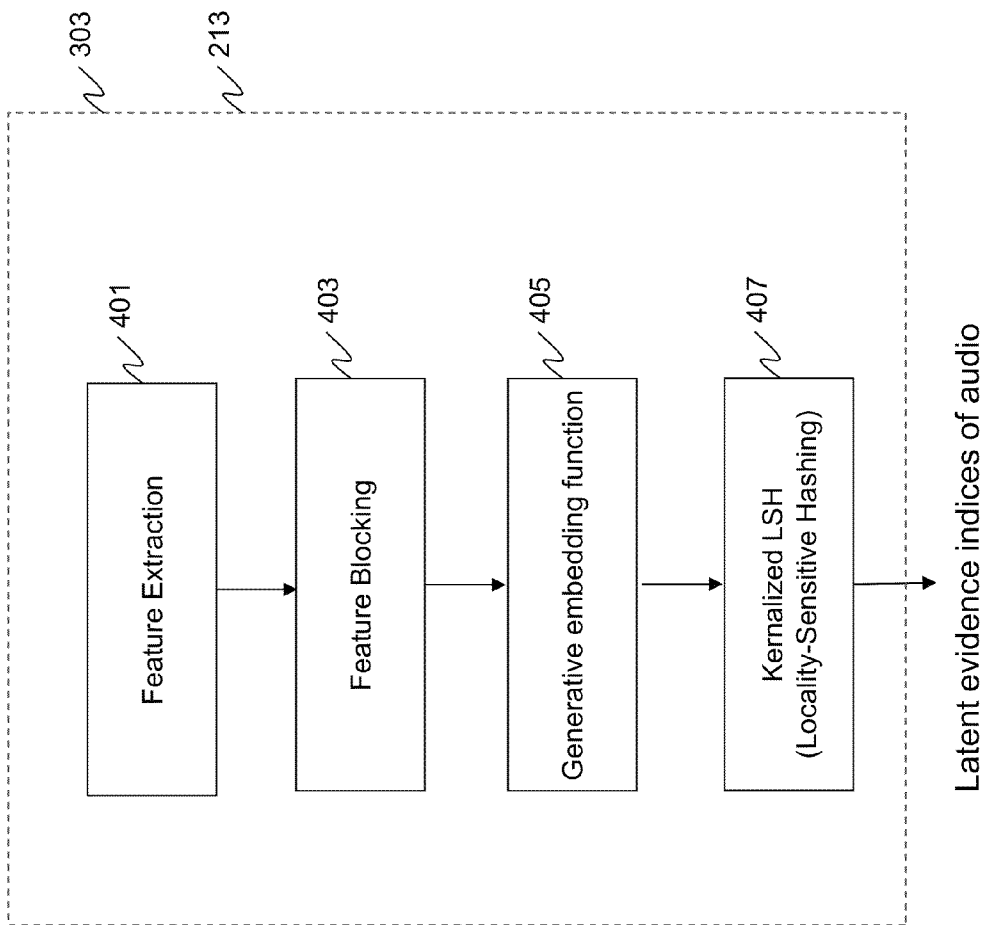 303
213
401
Feature Extraction
403
Feature Blocking
405
Generative embedding function
407
Kernalized LSH
(Locality-Sensitive Hashing)
Latent evidence indices of audio